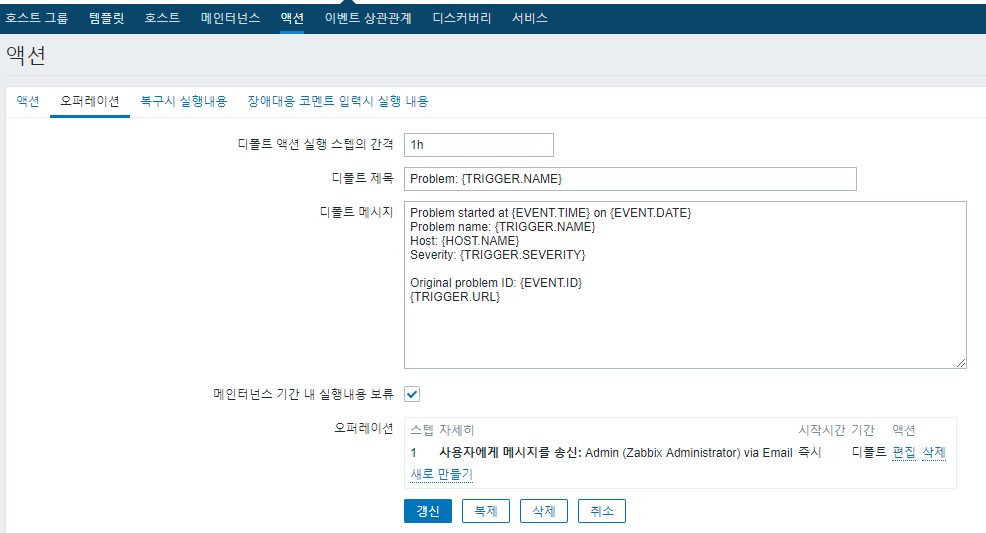 호스트 그룹 템플릿 호스트 메인터넌스 액션 이벤트 상관관계 디스커버리 서비스
액션
액션 오퍼레이션 복구시 실행내용 장애대응 코멘트 입력시 실행 내용
디폴트 액션 실행 스텝의 간격 1h
디폴트 제목 Problem: {TRIGGER.NAME}
디폴트 메시지 Problem started at {EVENT.TIME} on {EVENT.DATE}
Problem name: {TRIGGER.NAME}
Host: {HOST.NAME}
Severity: {TRIGGER.SEVERITY}
Original problem ID: {EVENT.ID}
{TRIGGER.URL}
메인터넌스 기간 내 실행내용 보류
오퍼레이션 스텝 자세히 시작시간 기간 액션
1 사용자에게 메시지를 송신: Admin (Zabbix Administrator) via Email 즉시 디폴트 편집 삭제
새로 만들기
갱신 복제 삭제 취소